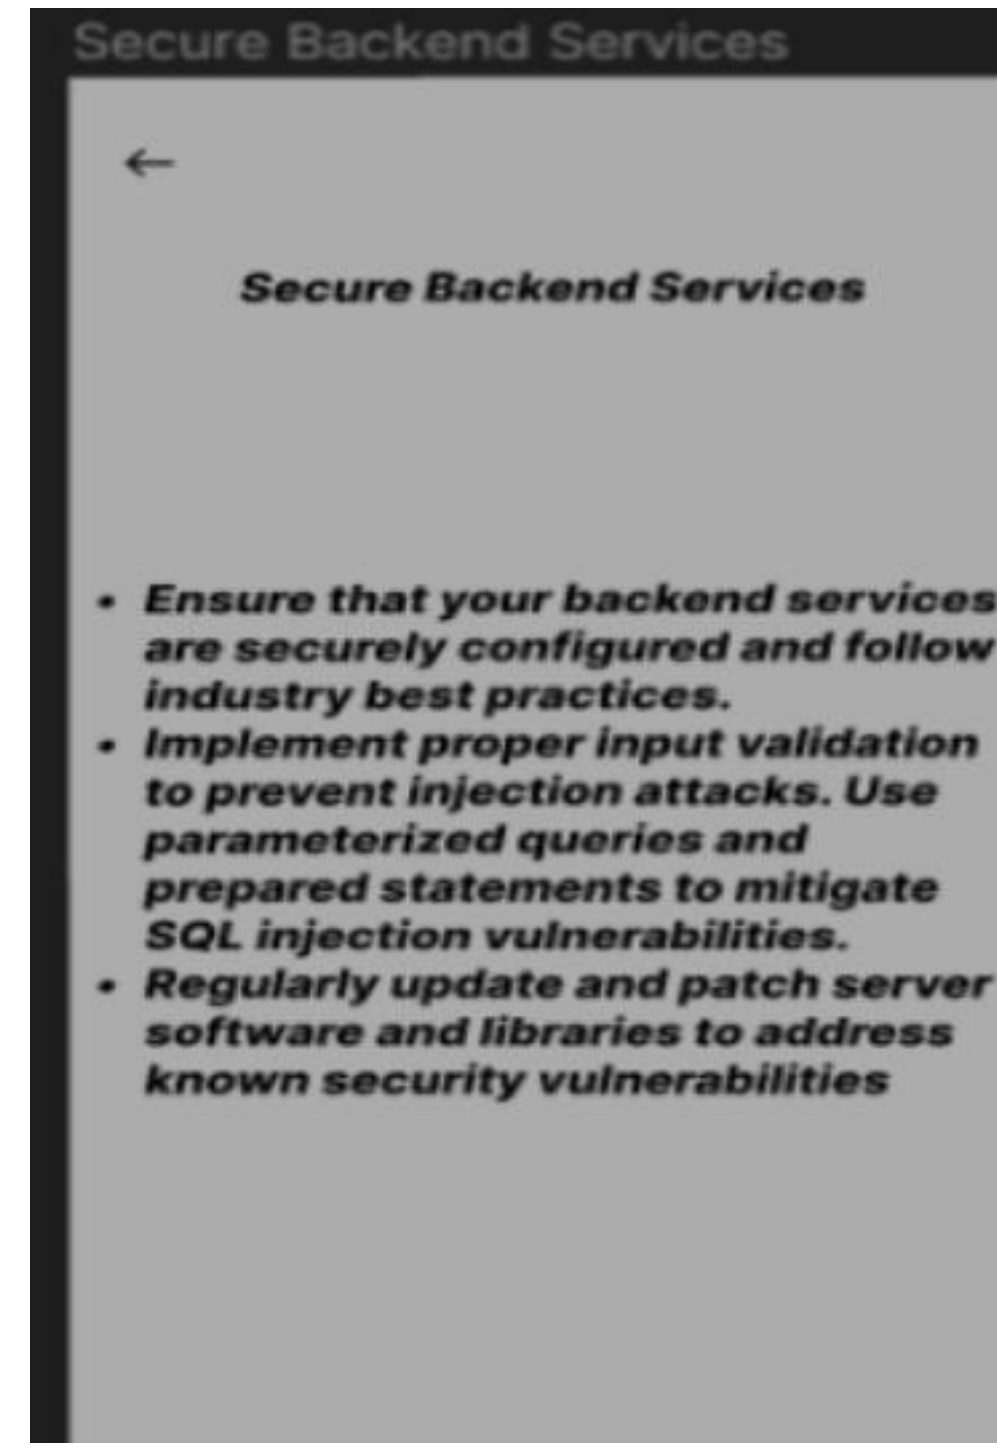 Secure Backend Services
←
Secure Backend Services
• Ensure that your backend services
are securely configured and follow
industry best practices.
• Implement proper input validation
to prevent injection attacks. Use
parameterized queries and
prepared statements to mitigate
SQL injection vulnerabilities.
• Regularly update and patch server
software and libraries to address
known security vulnerabilities